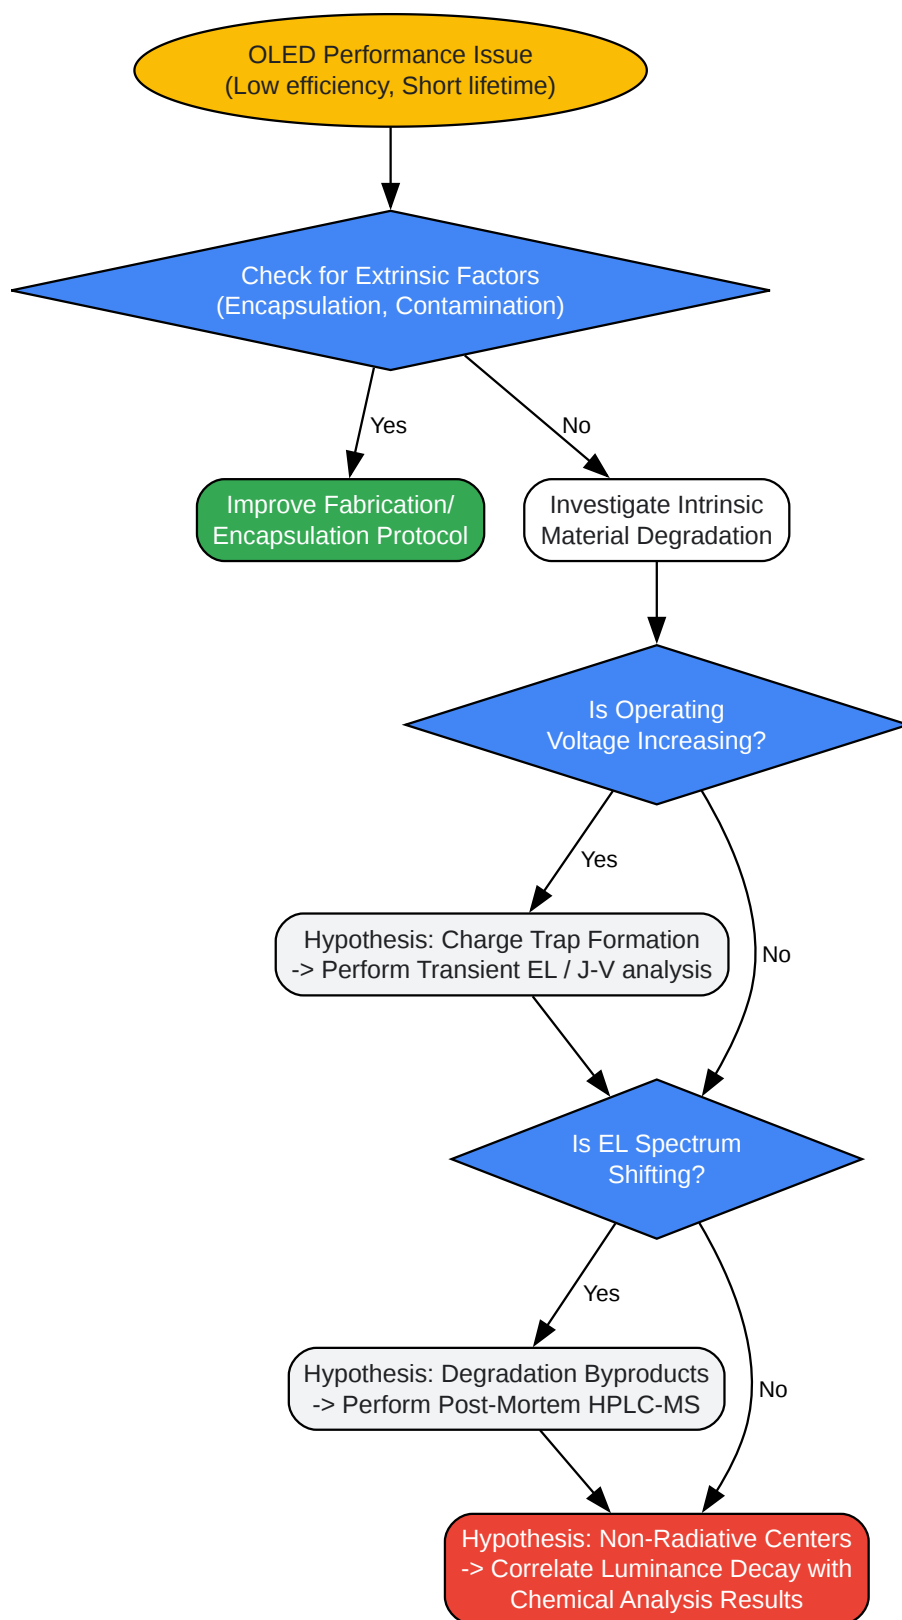 OLED Performance Issue
(Low efficiency, Short lifetime)
Check for Extrinsic Factors
(Encapsulation, Contamination)
Yes
No
Improve Fabrication/
Encapsulation Protocol
Investigate Intrinsic
Material Degradation
Is Operating
Voltage Increasing?
Yes
No
Hypothesis: Charge Trap Formation
-> Perform Transient EL / J-V analysis
Is EL Spectrum
Shifting?
Yes
No
Hypothesis: Degradation Byproducts
-> Perform Post-Mortem HPLC-MS
Hypothesis: Non-Radiative Centers
-> Correlate Luminance Decay with
Chemical Analysis Results